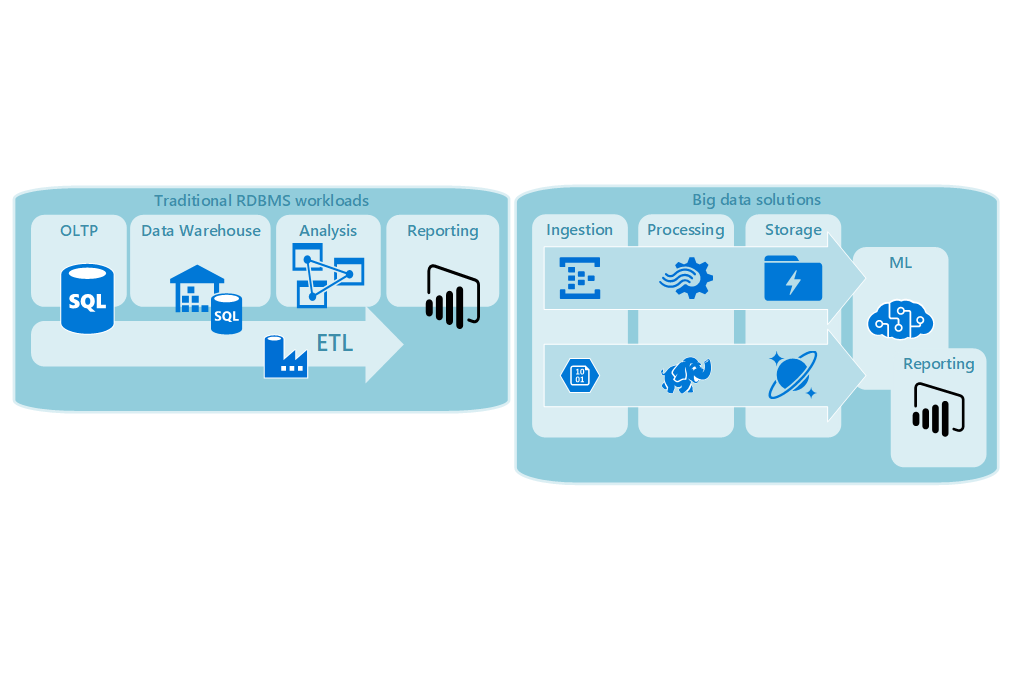 Traditional RDBMS workloads
OLTP
Data Warehouse
Analysis
Reporting
SQL
SQL
ETL
Big data solutions
Ingestion
Processing
Storage
ML
10
01
Reporting